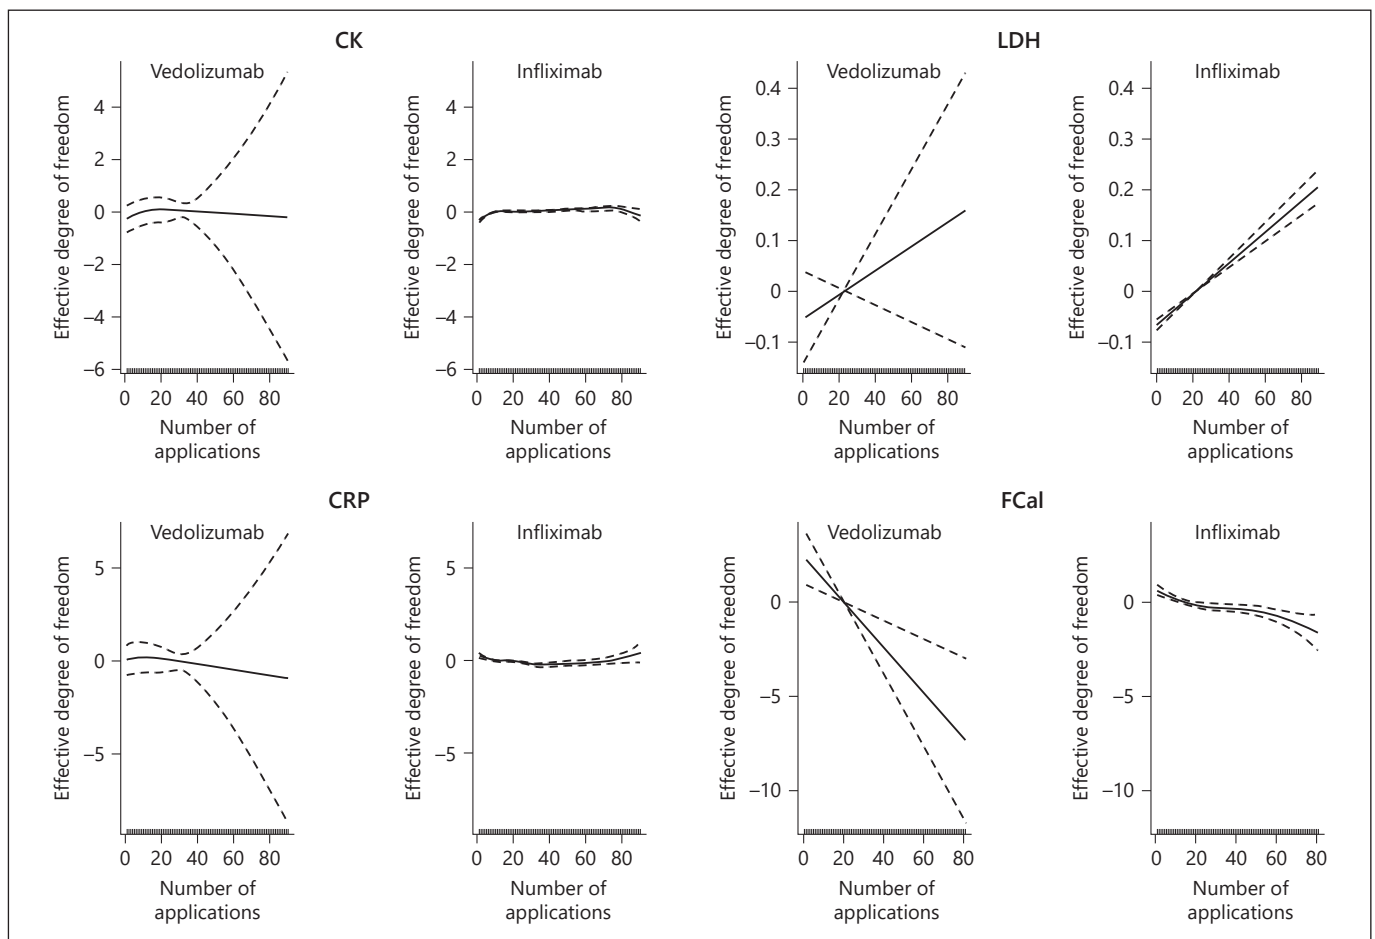 CK
Vedolizumab
Effective degree of freedom
4
2
0
–2
–4
–6
0 20 40 60 80
Number of
applications
Infliximab
Effective degree of freedom
4
2
0
–2
–4
–6
0 20 40 60 80
Number of
applications
LDH
Vedolizumab
Effective degree of freedom
0.4
0.3
0.2
0.1
0
–0.1
0 20 40 60 80
Number of
applications
Infliximab
Effective degree of freedom
0.4
0.3
0.2
0.1
0
–0.1
0 20 40 60 80
Number of
applications
CRP
Vedolizumab
Effective degree of freedom
5
0
–5
0 20 40 60 80
Number of
applications
Infliximab
Effective degree of freedom
5
0
–5
0 20 40 60 80
Number of
applications
FCal
Vedolizumab
Effective degree of freedom
0
–5
–10
0 20 40 60 80
Number of
applications
Infliximab
Effective degree of freedom
0
–5
–10
0 20 40 60 80
Number of
applications